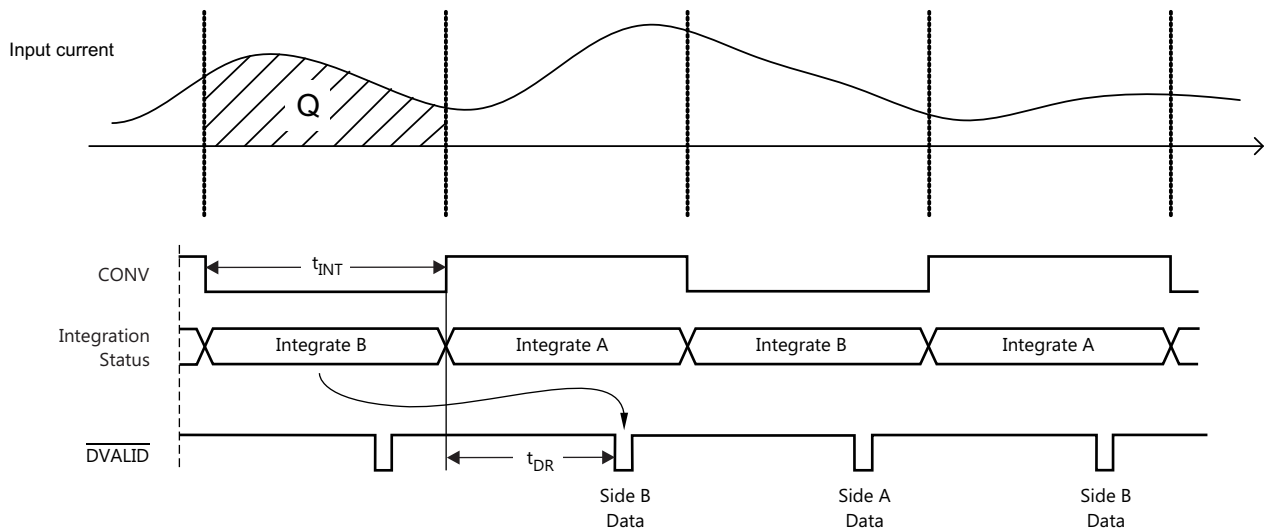 Input current
Q
CONV
tINT
Integration
Status
Integrate B
Integrate A
Integrate B
Integrate A
DVALID
tDR
Side B
Data
Side A
Data
Side B
Data